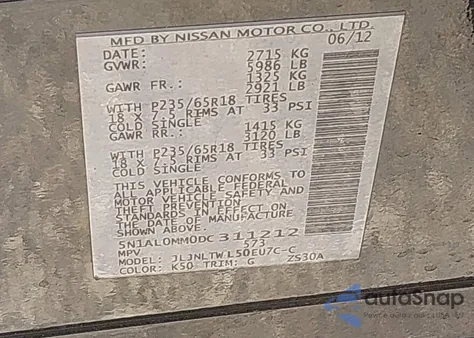 MFD BY NISSAN MOTOR CO., LTD.
DATE: 06/12
GVWR: 2715 KG
5986 LB
GAWR FR.: 1325 KG
2921 LB
WITH P235/65R18 TIRES
18 X 7.5 RIMS AT 33 PSI
COLD SINGLE
GAWR RR.: 1415 KG
3120 LB
WITH P235/65R18 TIRES
18 X 7.5 RIMS AT 33 PSI
COLD SINGLE
THIS VEHICLE CONFORMS TO
ALL APPLICABLE FEDERAL
MOTOR VEHICLE SAFETY AND
THEFT PREVENTION
STANDARDS IN EFFECT ON
THE DATE OF MANUFACTURE
SHOWN ABOVE.
5N1AL0MM0DC311212
MPV 573
MODEL: JLJNLTWL50EU7C-C
COLOR: K50 TRIM: G ZS30A
autoSnap